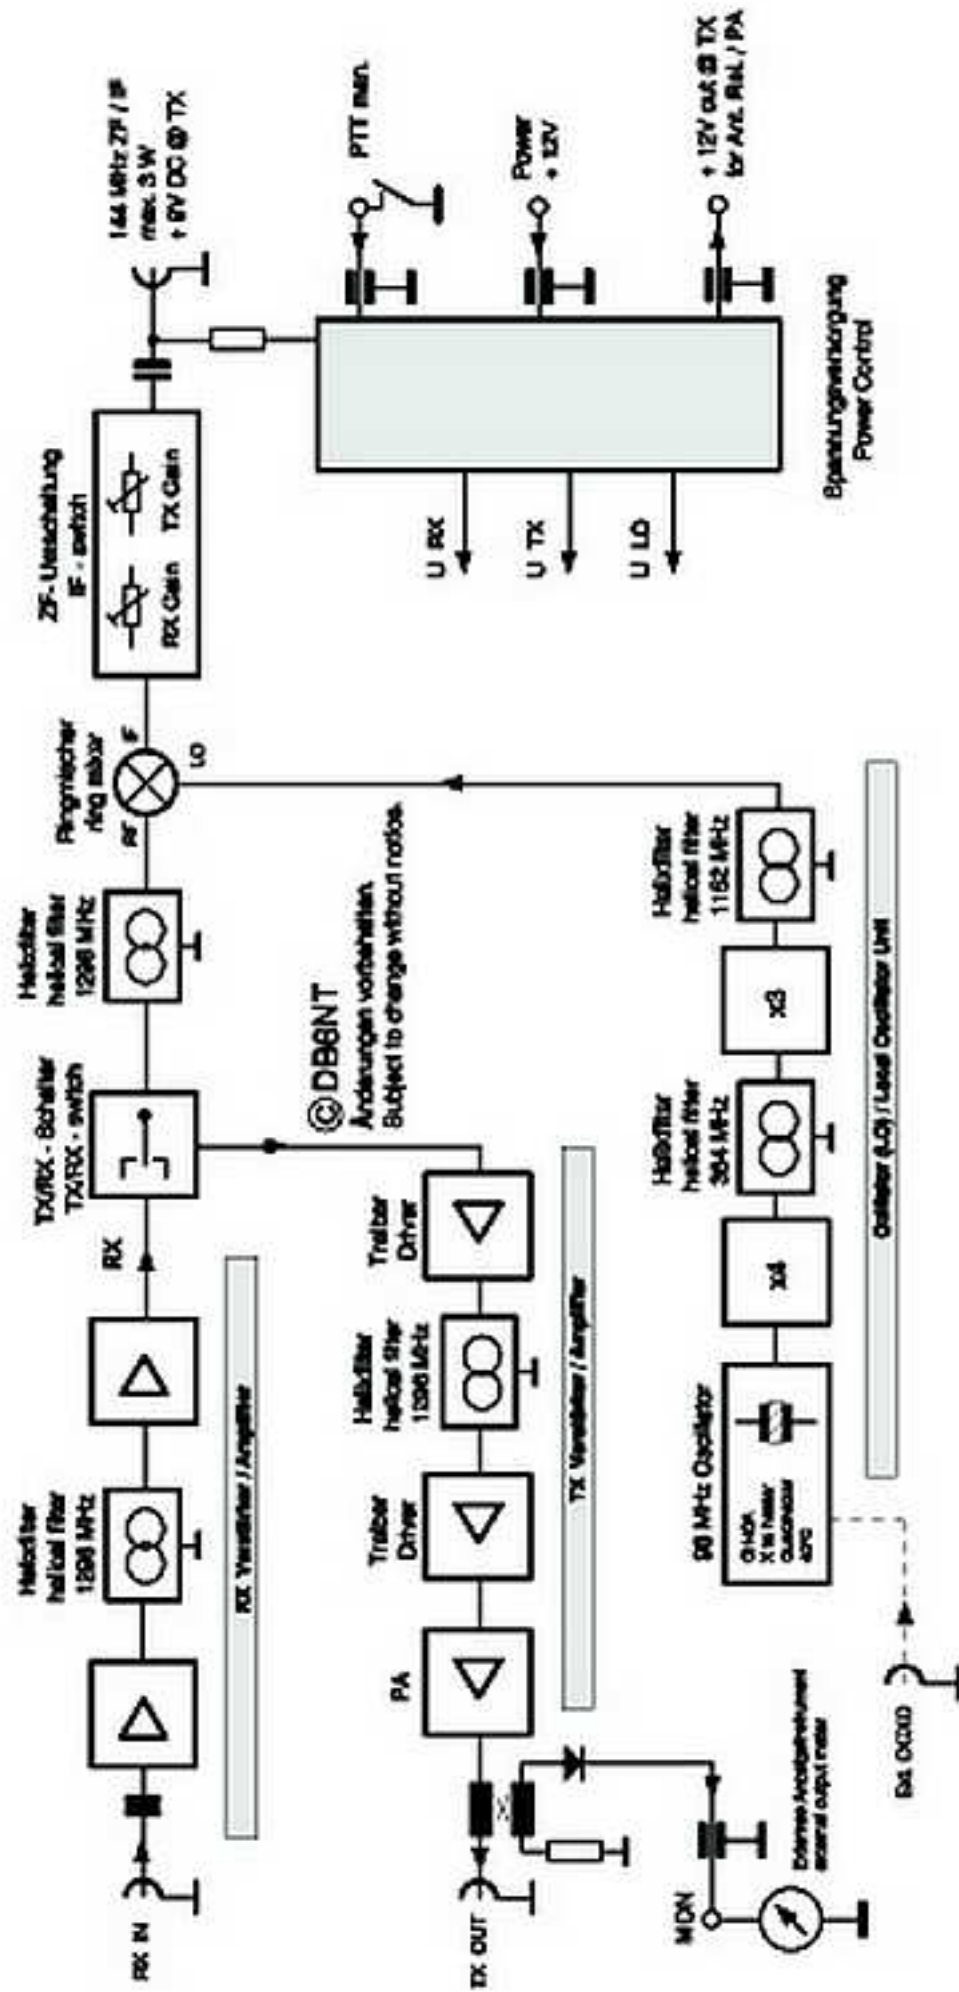 144 MHz ZF / IF
max. 3 W
+ 9V DC @ TX
ZF-Umschaltung
IF - switch
RX Gain
TX Gain
PTT man.
Power
+ 12V
+ 12V out @ TX
for Ant. Rel. / PA
Spannungsversorgung
Power Control
U RX
U TX
U LO
Ringmischer
ring mixer
RF
IF
LO
Helixfilter
helical filter
1296 MHz
TX/RX - Schalter
TX/RX - switch
RX
Helixfilter
helical filter
1296 MHz
RX IN
RX Verstärker / Amplifier
© DB6NT
Änderungen vorbehalten.
Subject to change without notice.
Treiber
Driver
Helixfilter
helical filter
1296 MHz
Treiber
Driver
PA
TX OUT
TX Verstärker / Amplifier
MON
external output meter
Helixfilter
helical filter
1152 MHz
x3
Helixfilter
helical filter
384 MHz
x4
96 MHz Oscillator
40°C
Oszillator (LO) / Local Oscillator Unit
Ext. OCXO